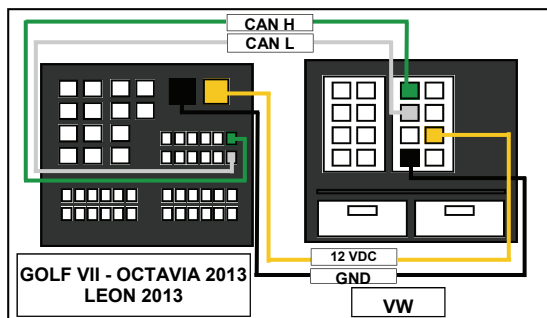 CAN H
CAN L
12 VDC
GND
GOLF VII - OCTAVIA 2013
LEON 2013
VW